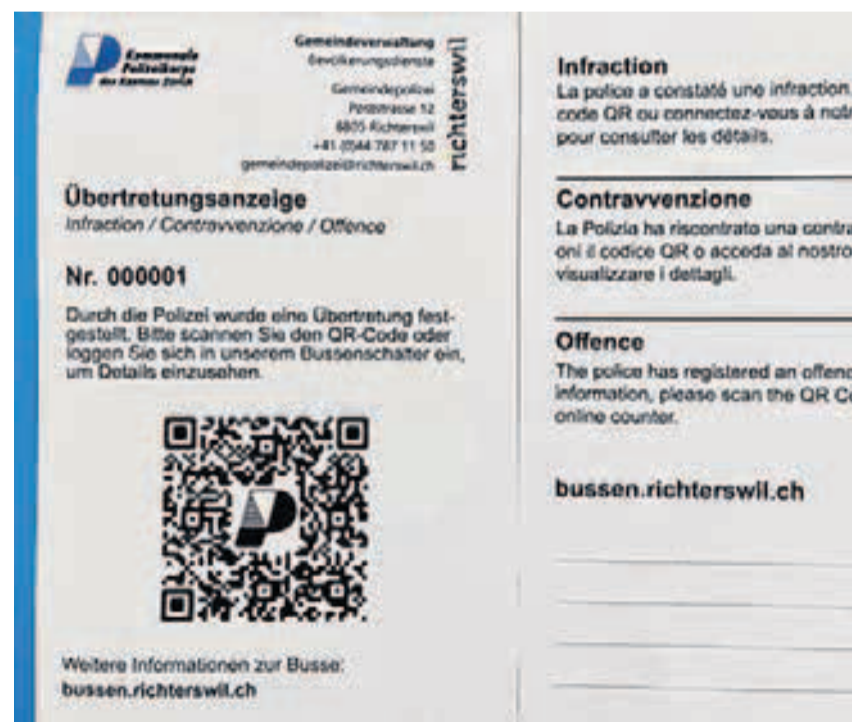 Kommunale
Polizeikorps
des Kantons Zürich
Gemeindeverwaltung
Bevölkerungsdienste
Gemeindepolizei
Poststrasse 12
8805 Richterswil
+41 (0)44 787 11 50
gemeindepolizei@richterswil.ch
richterswil
Übertretungsanzeige
Infraction / Contravvenzione / Offence
Nr. 000001
Durch die Polizei wurde eine Übertretung fest-
gestellt. Bitte scannen Sie den QR-Code oder
loggen Sie sich in unserem Bussenschalter ein,
um Details einzusehen.
Weitere Informationen zur Busse:
bussen.richterswil.ch
Infraction
La police a constaté une infraction.
code QR ou connectez-vous à notr
pour consulter les détails.
Contravvenzione
La Polizia ha riscontrato una contra
oni il codice QR o acceda al nostro
visualizzare i dettagli.
Offence
The police has registered an offenc
information, please scan the QR Co
online counter.
bussen.richterswil.ch